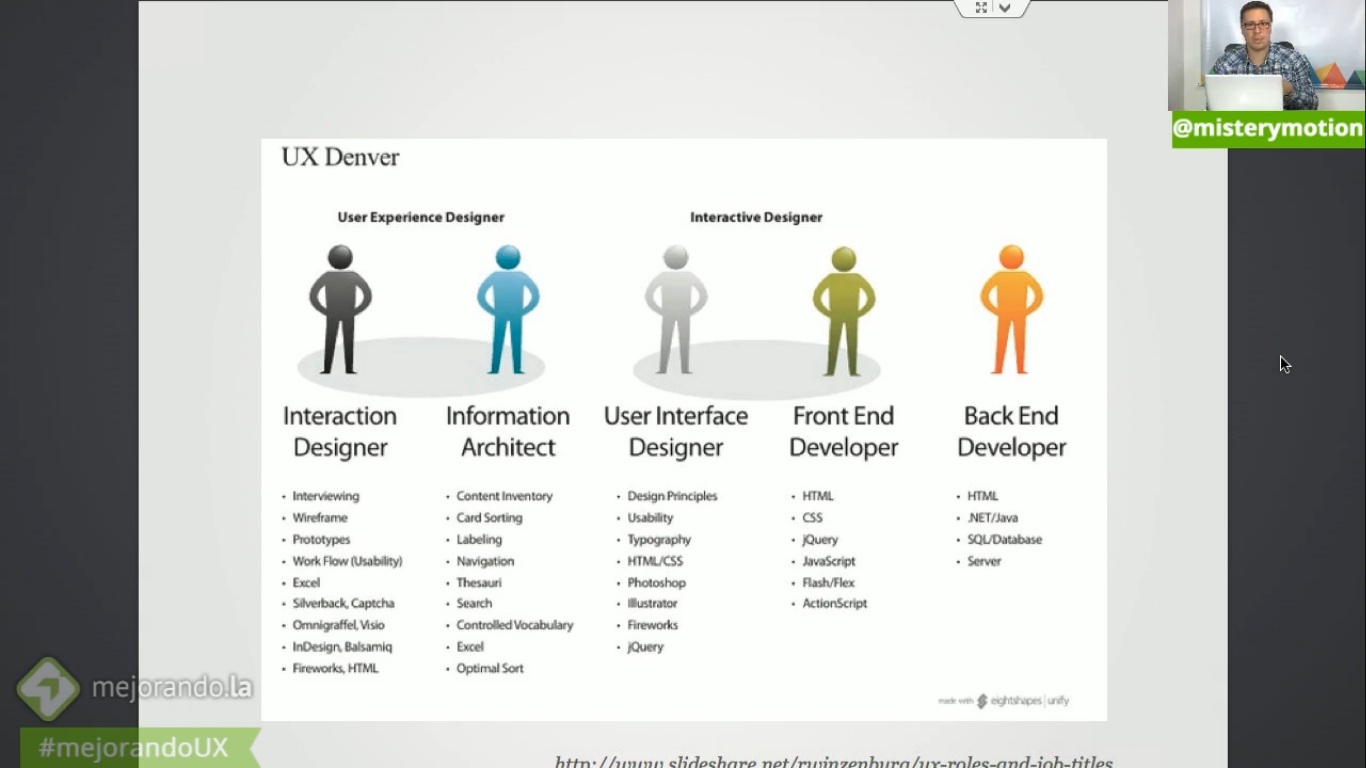 @misterymotion
UX Denver
User Experience Designer
Interactive Designer
Interaction
Designer
• Interviewing
• Wireframe
• Prototypes
• Work Flow (Usability)
• Excel
• Silverback, Captcha
• Omnigraffel, Visio
• InDesign, Balsamiq
• Fireworks, HTML
Information
Architect
• Content Inventory
• Card Sorting
• Labeling
• Navigation
• Thesauri
• Search
• Controlled Vocabulary
• Excel
• Optimal Sort
User Interface
Designer
• Design Principles
• Usability
• Typography
• HTML/CSS
• Photoshop
• Illustrator
• Fireworks
• jQuery
Front End
Developer
• HTML
• CSS
• jQuery
• JavaScript
• Flash/Flex
• ActionScript
Back End
Developer
• HTML
• .NET/Java
• SQL/Database
• Server
made with eightshapes | unify
mejorando.la
#mejorandoUX
http://www.slideshare.net/rwinzenburg/ux-roles-and-job-titles